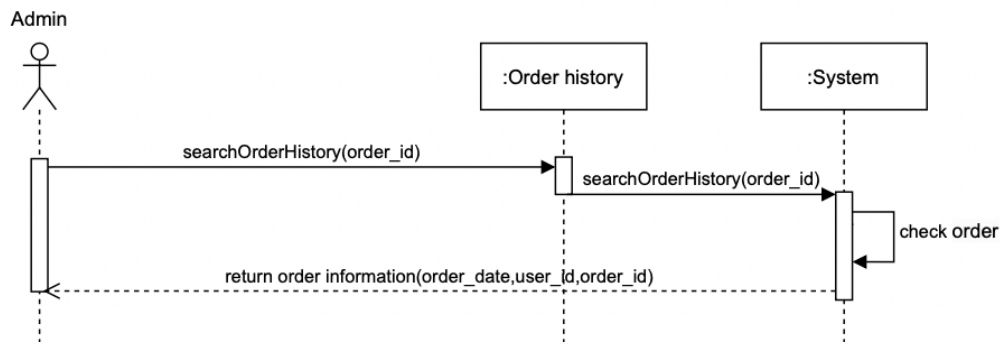 Admin
:Order history
:System
searchOrderHistory(order_id)
searchOrderHistory(order_id)
check order
return order information(order_date,user_id,order_id)